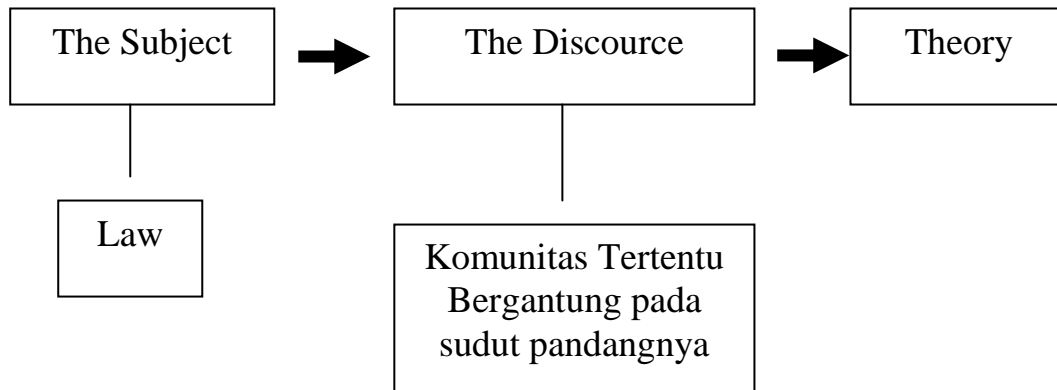 The Subject
The Discource
Theory
Law
Komunitas Tertentu
Bergantung pada
sudut pandangnya